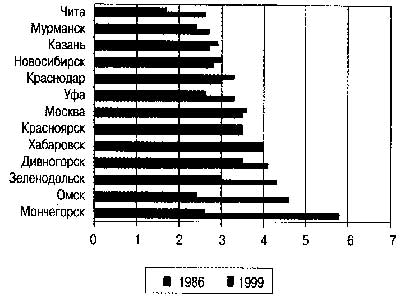 Чита
Мурманск
Казань
Новосибирск
Краснодар
Уфа
Москва
Красноярск
Хабаровск
Дивногорск
Зеленодольск
Омск
Мончегорск
0 1 2 3 4 5 6 7
1986 1999